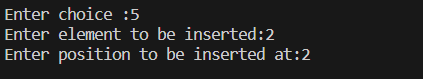 Enter choice :5
Enter element to be inserted:2
Enter position to be inserted at:2